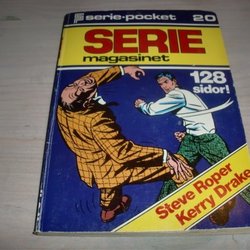 serie-pocket 20
SERIE
magasinet
128
sidor!
Steve Roper
Kerry Drake